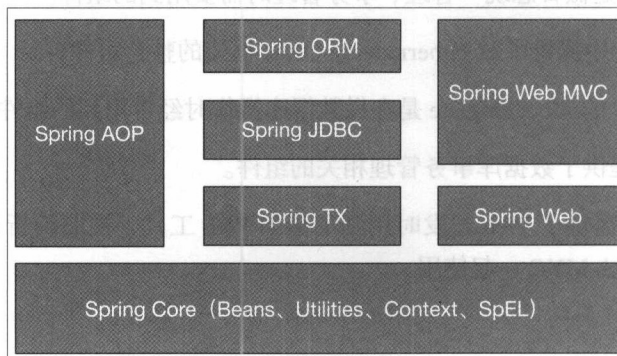 Spring ORM
Spring AOP
Spring JDBC
Spring Web MVC
Spring TX
Spring Web
Spring Core（Beans、Utilities、Context、SpEL）